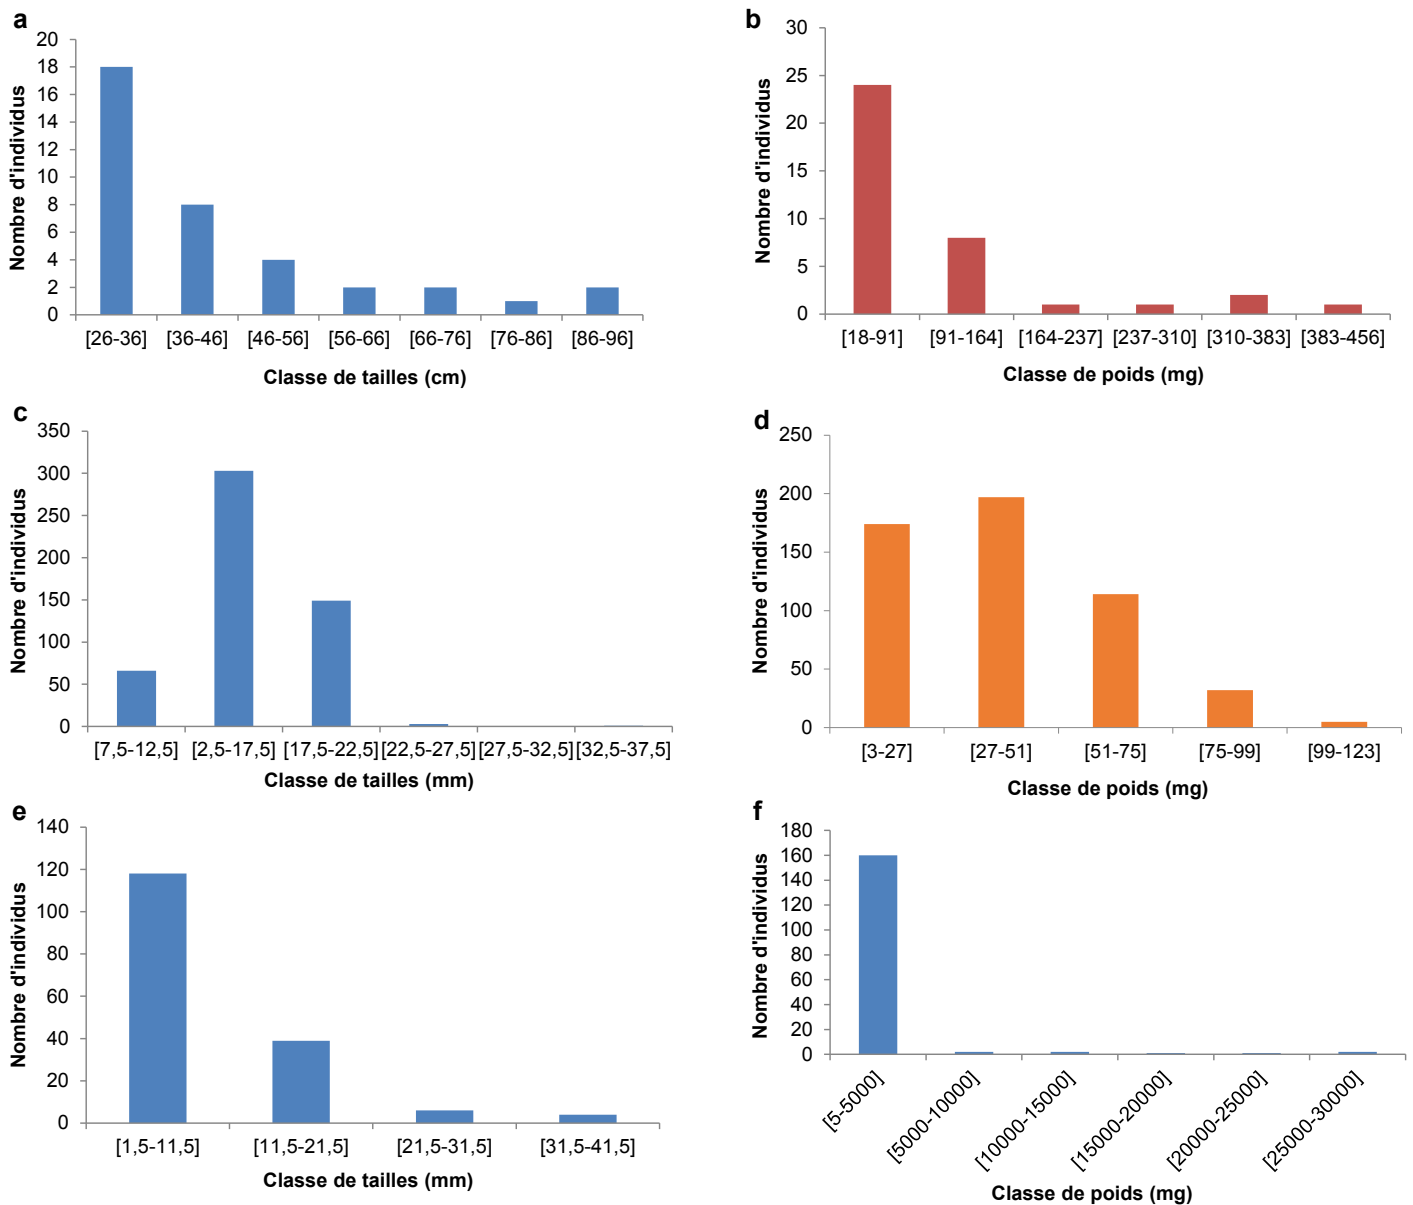 a
20
18
16
14
12
10
8
6
4
2
0
Nombre d'individus
[26-36] [36-46] [46-56] [56-66] [66-76] [76-86] [86-96]
Classe de tailles (cm)
b
30
25
20
15
10
5
0
Nombre d'individus
[18-91] [91-164] [164-237] [237-310] [310-383] [383-456]
Classe de poids (mg)
c
350
300
250
200
150
100
50
0
Nombre d'individus
[7,5-12,5] [2,5-17,5] [17,5-22,5] [22,5-27,5] [27,5-32,5] [32,5-37,5]
Classe de tailles (mm)
d
250
200
150
100
50
0
Nombre d'individus
[3-27] [27-51] [51-75] [75-99] [99-123]
Classe de poids (mg)
e
140
120
100
80
60
40
20
0
Nombre d'individus
[1,5-11,5] [11,5-21,5] [21,5-31,5] [31,5-41,5]
Classe de tailles (mm)
f
180
160
140
120
100
80
60
40
20
0
Nombre d'individus
[5-5000] [5000-10000] [10000-15000] [15000-20000] [20000-25000] [25000-30000]
Classe de poids (mg)